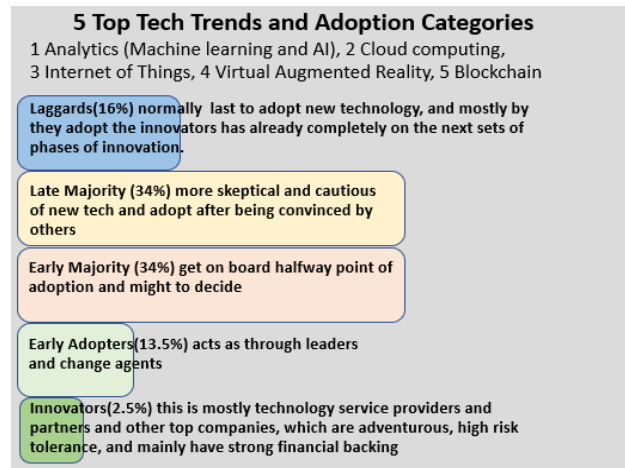 5 Top Tech Trends and Adoption Categories
1 Analytics (Machine learning and AI), 2 Cloud computing,
3 Internet of Things, 4 Virtual Augmented Reality, 5 Blockchain
Laggards(16%) normally last to adopt new technology, and mostly by
they adopt the innovators has already completely on the next sets of
phases of innovation.
Late Majority (34%) more skeptical and cautious
of new tech and adopt after being convinced by
others
Early Majority (34%) get on board halfway point of
adoption and might to decide
Early Adopters(13.5%) acts as through leaders
and change agents
Innovators(2.5%) this is mostly technology service providers and
partners and other top companies, which are adventurous, high risk
tolerance, and mainly have strong financial backing